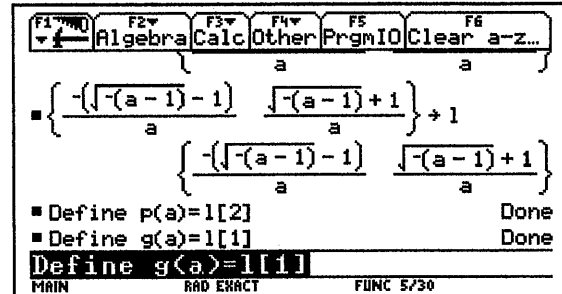 F1 F2 F3 F4 F5 F6
Algebra Calc Other PrgmIO Clear a-z…
a a
{-(√-(a-1)-1)/a √-(a-1)+1/a} → l
{-(√-(a-1)-1)/a √-(a-1)+1/a}
Define p(a)=l[2] Done
Define g(a)=l[1] Done
Define g(a)=l[1]
MAIN RAD EXACT FUNC 5/30